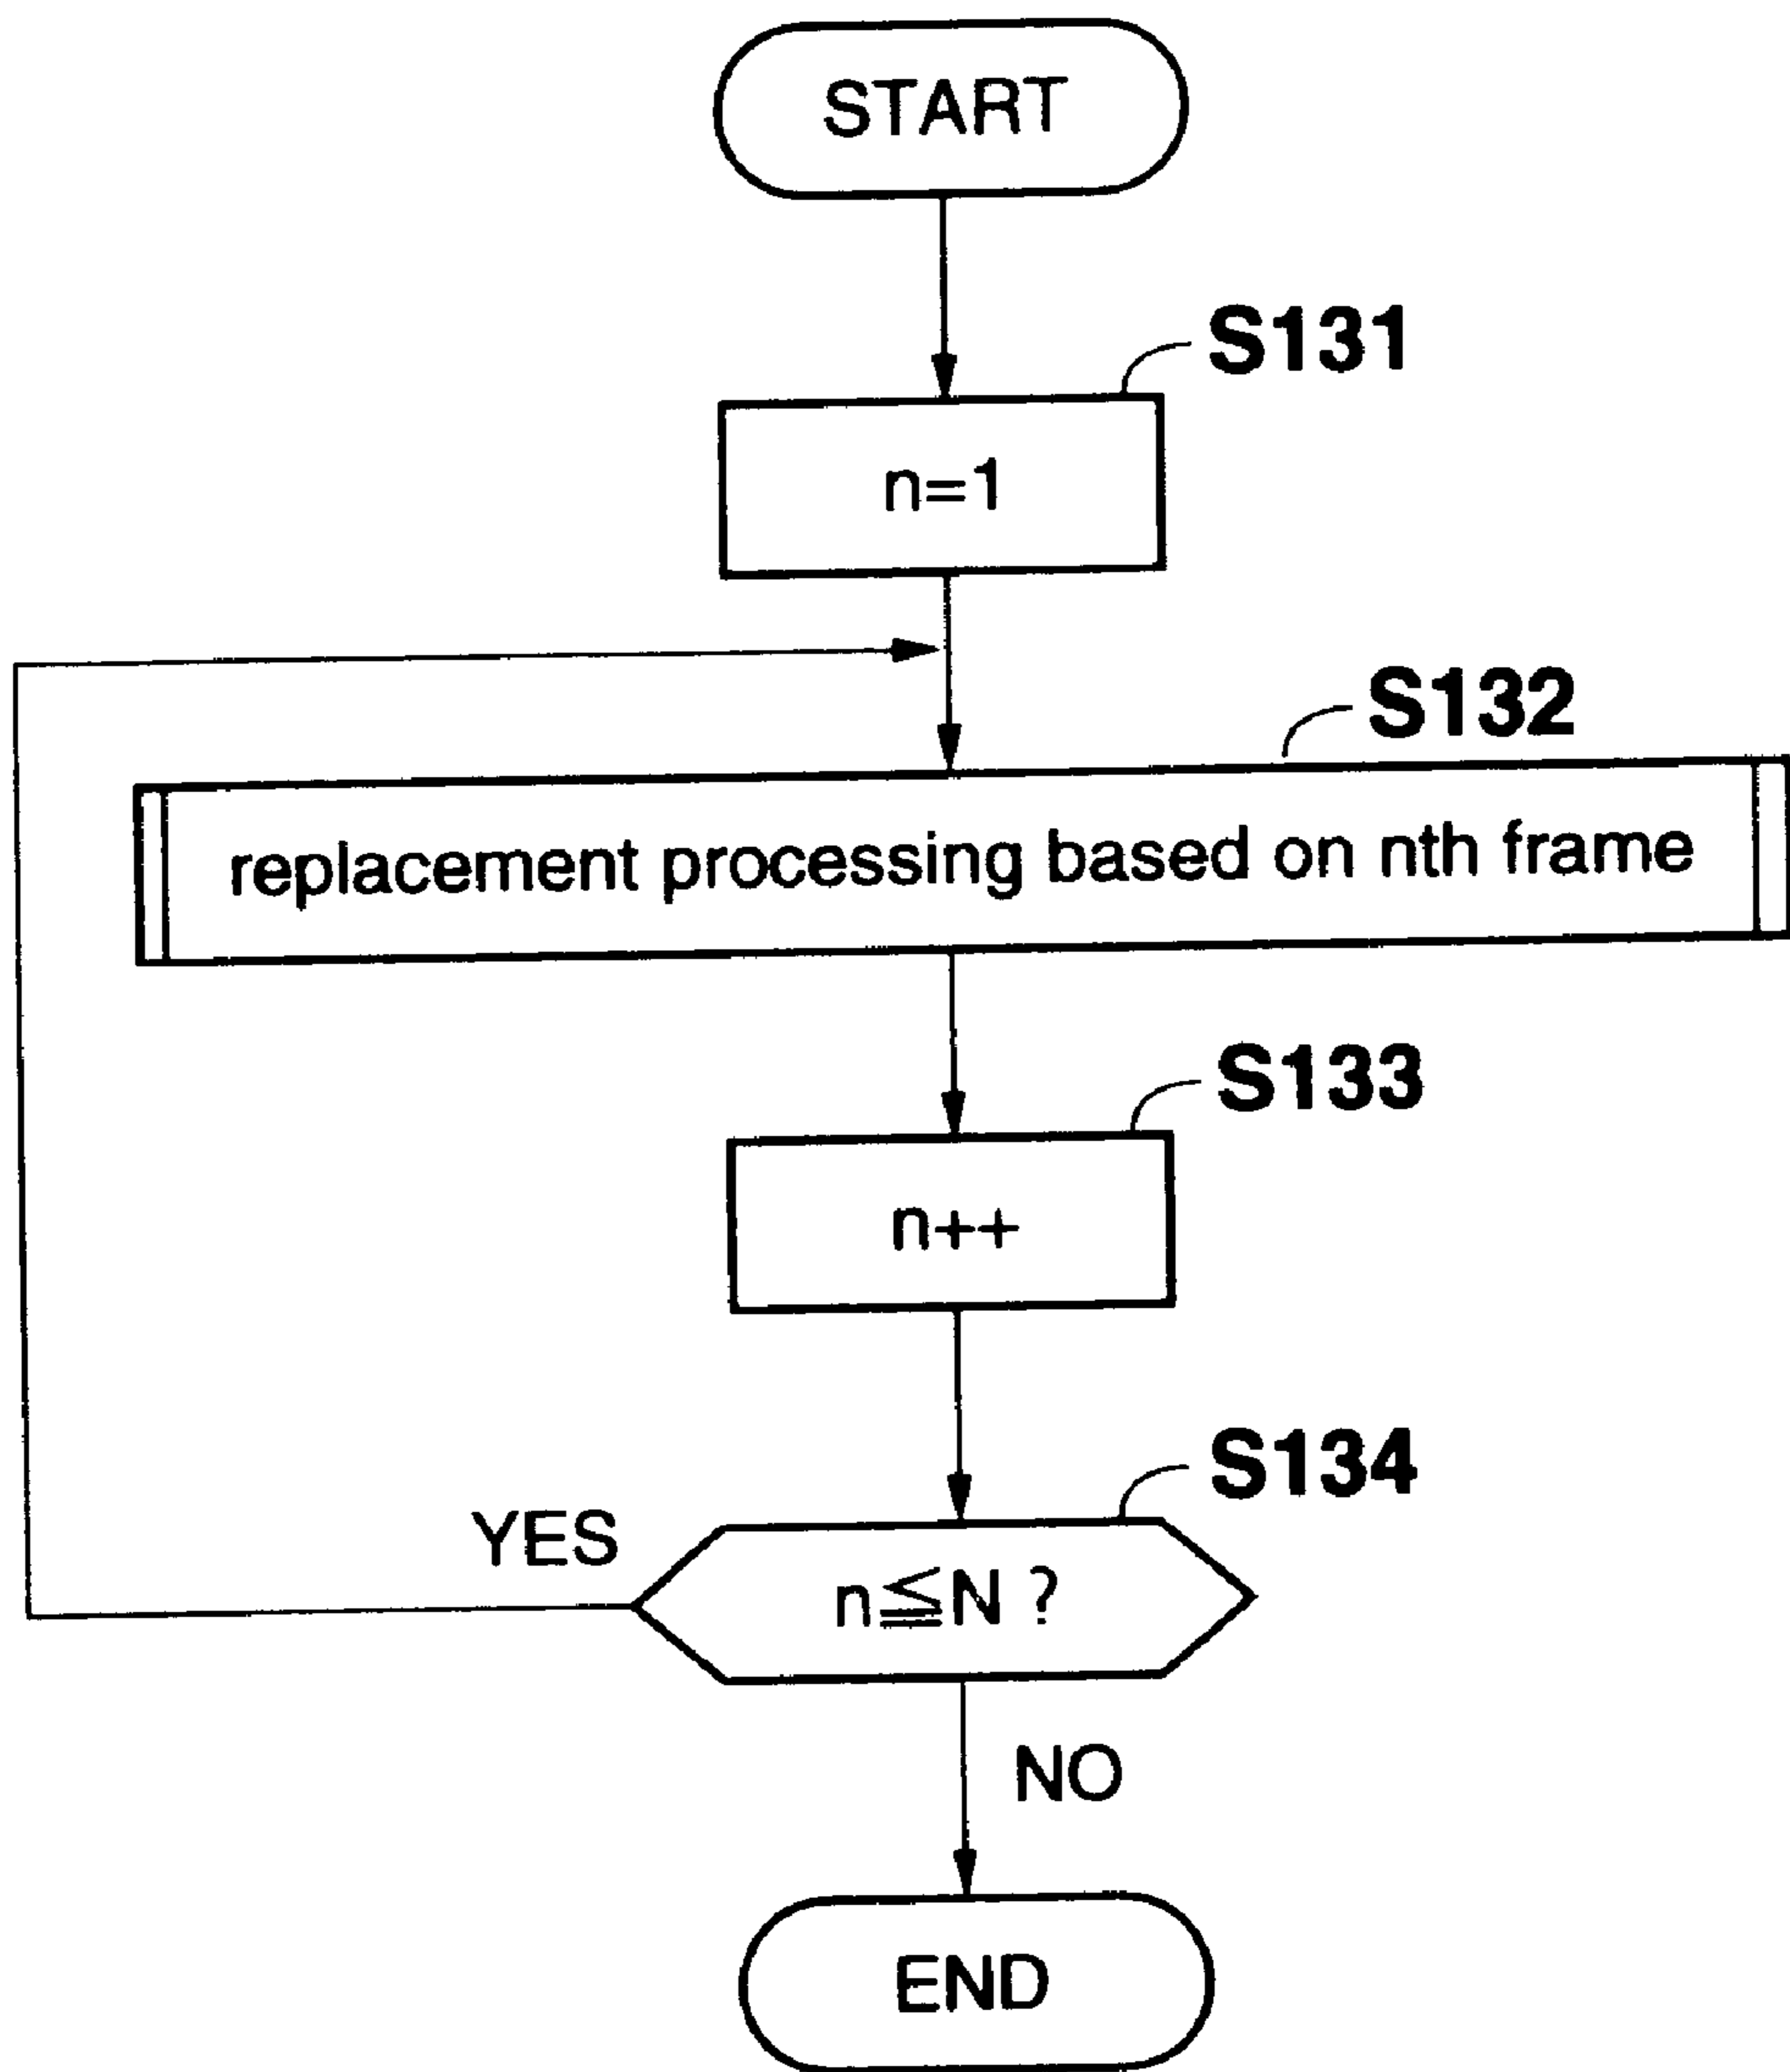 START
S131
n=1
S132
replacement processing based on nth frame
S133
n++
S134
YES
n≦N ?
NO
END